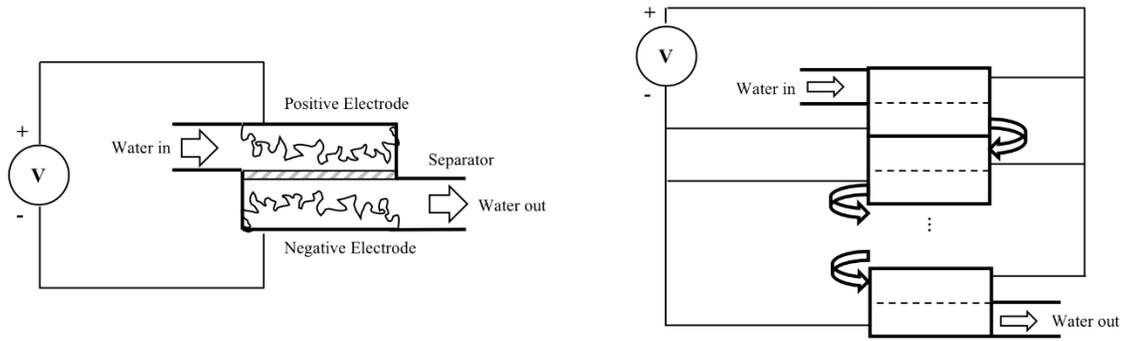 Positive Electrode
+
Water in
V
Separator
-
Water out
Negative Electrode
+
V
-
Water in
⋮
Water out